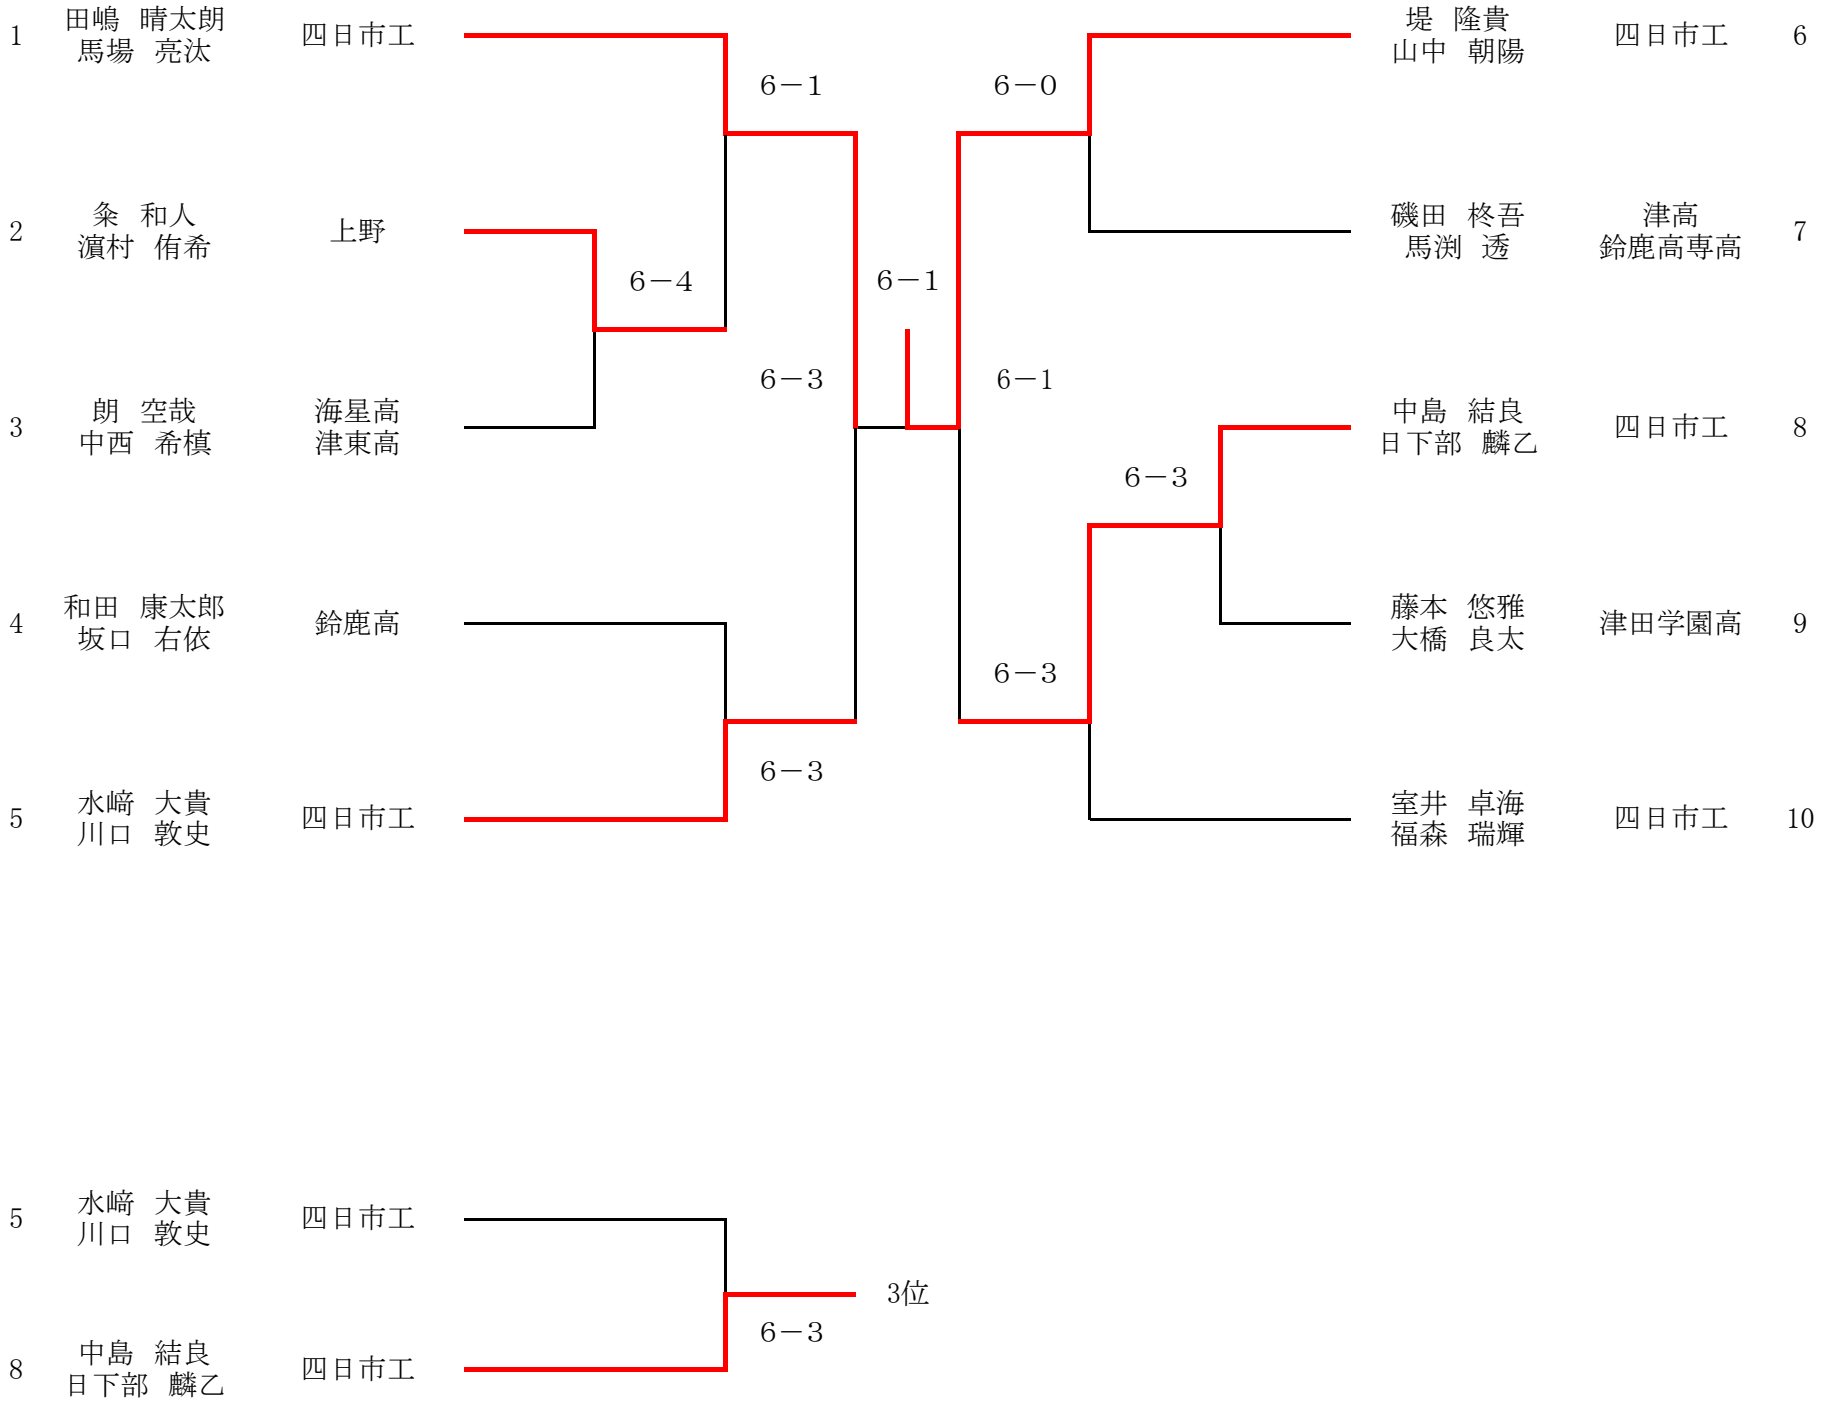 1 田嶋 晴太朗 四日市工
馬場 亮汰
6－1
2 粂 和人 上野
濵村 侑希
6－4
3 朗 空哉 海星高
中西 希槙 津東高
6－3
4 和田 康太郎 鈴鹿高
坂口 右依
6－3
5 水﨑 大貴 四日市工
川口 敦史
6－1
堤 隆貴 四日市工 6
山中 朝陽
6－0
磯田 柊吾 津高 7
馬渕 透 鈴鹿高専高
6－1
中島 結良 四日市工 8
日下部 麟乙
6－3
藤本 悠雅 津田学園高 9
大橋 良太
6－3
室井 卓海 四日市工 10
福森 瑞輝
5 水﨑 大貴 四日市工
川口 敦史
3位
6－3
8 中島 結良 四日市工
日下部 麟乙